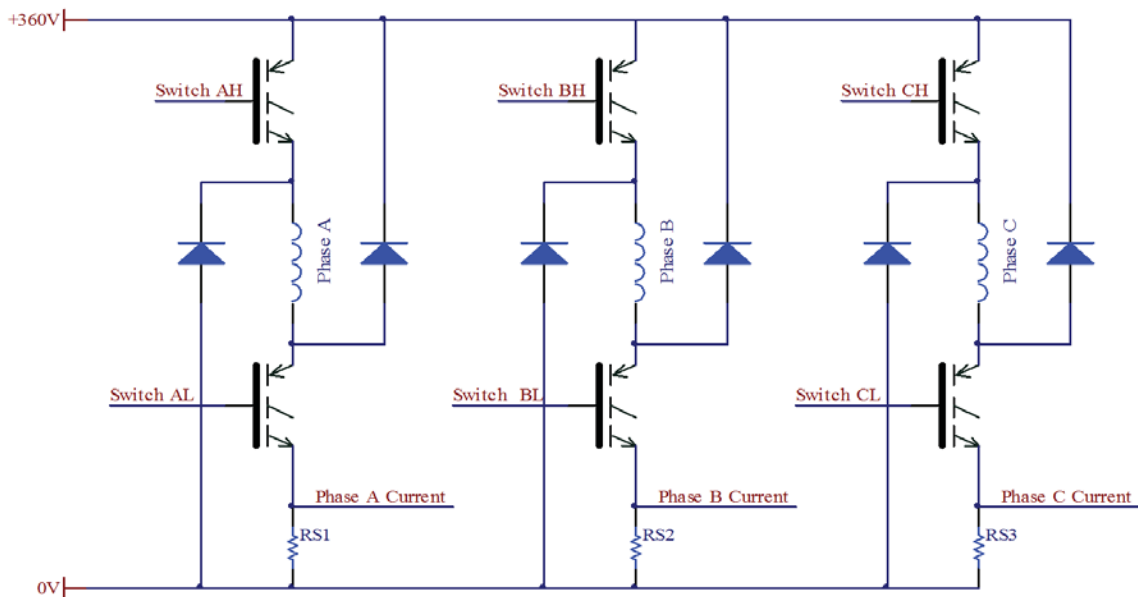 +360V
Switch AH
Switch BH
Switch CH
Phase A
Phase B
Phase C
Switch AL
Switch BL
Switch CL
Phase A Current
Phase B Current
Phase C Current
RS1
RS2
RS3
0V